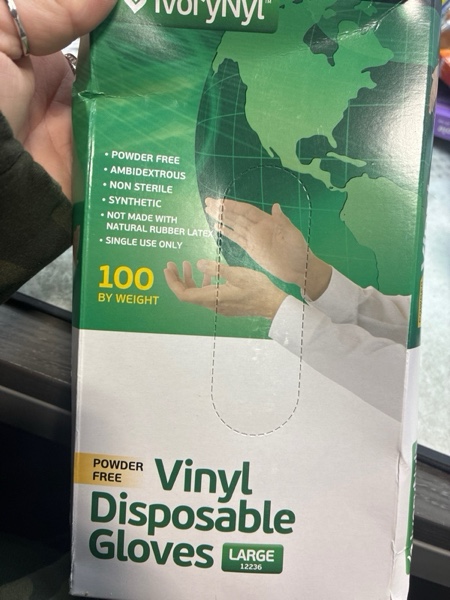 IvoryNyl™
• POWDER FREE
• AMBIDEXTROUS
• NON STERILE
• SYNTHETIC
• NOT MADE WITH
NATURAL RUBBER LATEX
• SINGLE USE ONLY
100
BY WEIGHT
POWDER
FREE
Vinyl
Disposable
Gloves
LARGE
12236